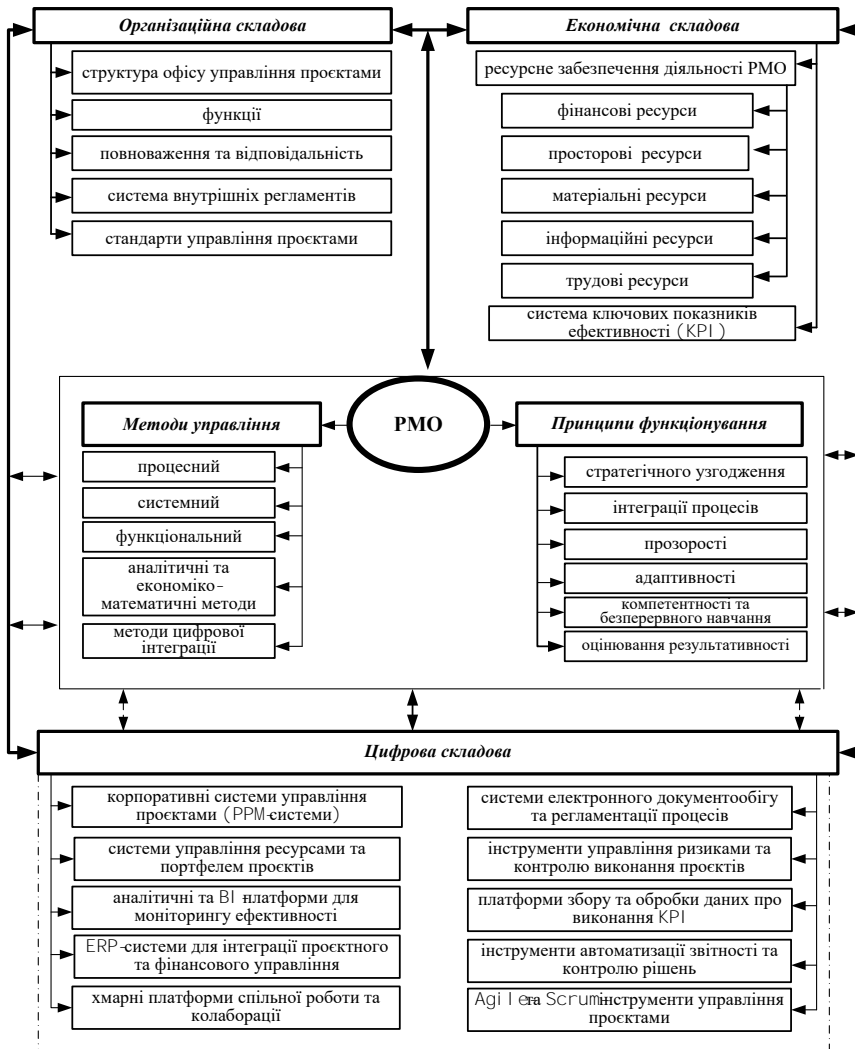 Організаційна складова
структура офісу управління проєктами
функції
повноваження та відповідальність
система внутрішніх регламентів
стандарти управління проєктами
Економічна складова
ресурсне забезпечення діяльності РМО
фінансові ресурси
просторові ресурси
матеріальні ресурси
інформаційні ресурси
трудові ресурси
система ключових показників
ефективності (KPI)
РМО
Методи управління
процесний
системний
функціональний
аналітичні та
економіко-
математичні методи
методи цифрової
інтеграції
Принципи функціонування
стратегічного узгодження
інтеграції процесів
прозорості
адаптивності
компетентності та
безперервного навчання
оцінювання результативності
Цифрова складова
корпоративні системи управління
проєктами (PPM-системи)
системи управління ресурсами та
портфелем проєктів
аналітичні та BI-платформи для
моніторингу ефективності
ERP-системи для інтеграції проєктного
та фінансового управління
хмарні платформи спільної роботи та
колаборації
системи електронного документообігу
та регламентації процесів
інструменти управління ризиками та
контролю виконання проєктів
платформи збору та обробки даних про
виконання KPI
інструменти автоматизації звітності та
контролю рішень
Agile та Scrum-інструменти управління
проєктами